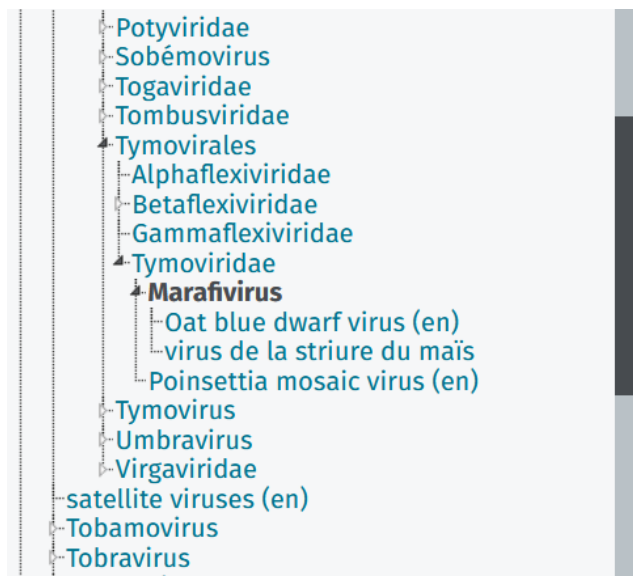 Potyviridae
Sobémovirus
Togaviridae
Tombusviridae
Tymovirales
Alphaflexiviridae
Betaflexiviridae
Gammaflexiviridae
Tymoviridae
Marafivirus
Oat blue dwarf virus (en)
virus de la striure du maïs
Poinsettia mosaic virus (en)
Tymovirus
Umbravirus
Virgaviridae
satellite viruses (en)
Tobamovirus
Tobravirus